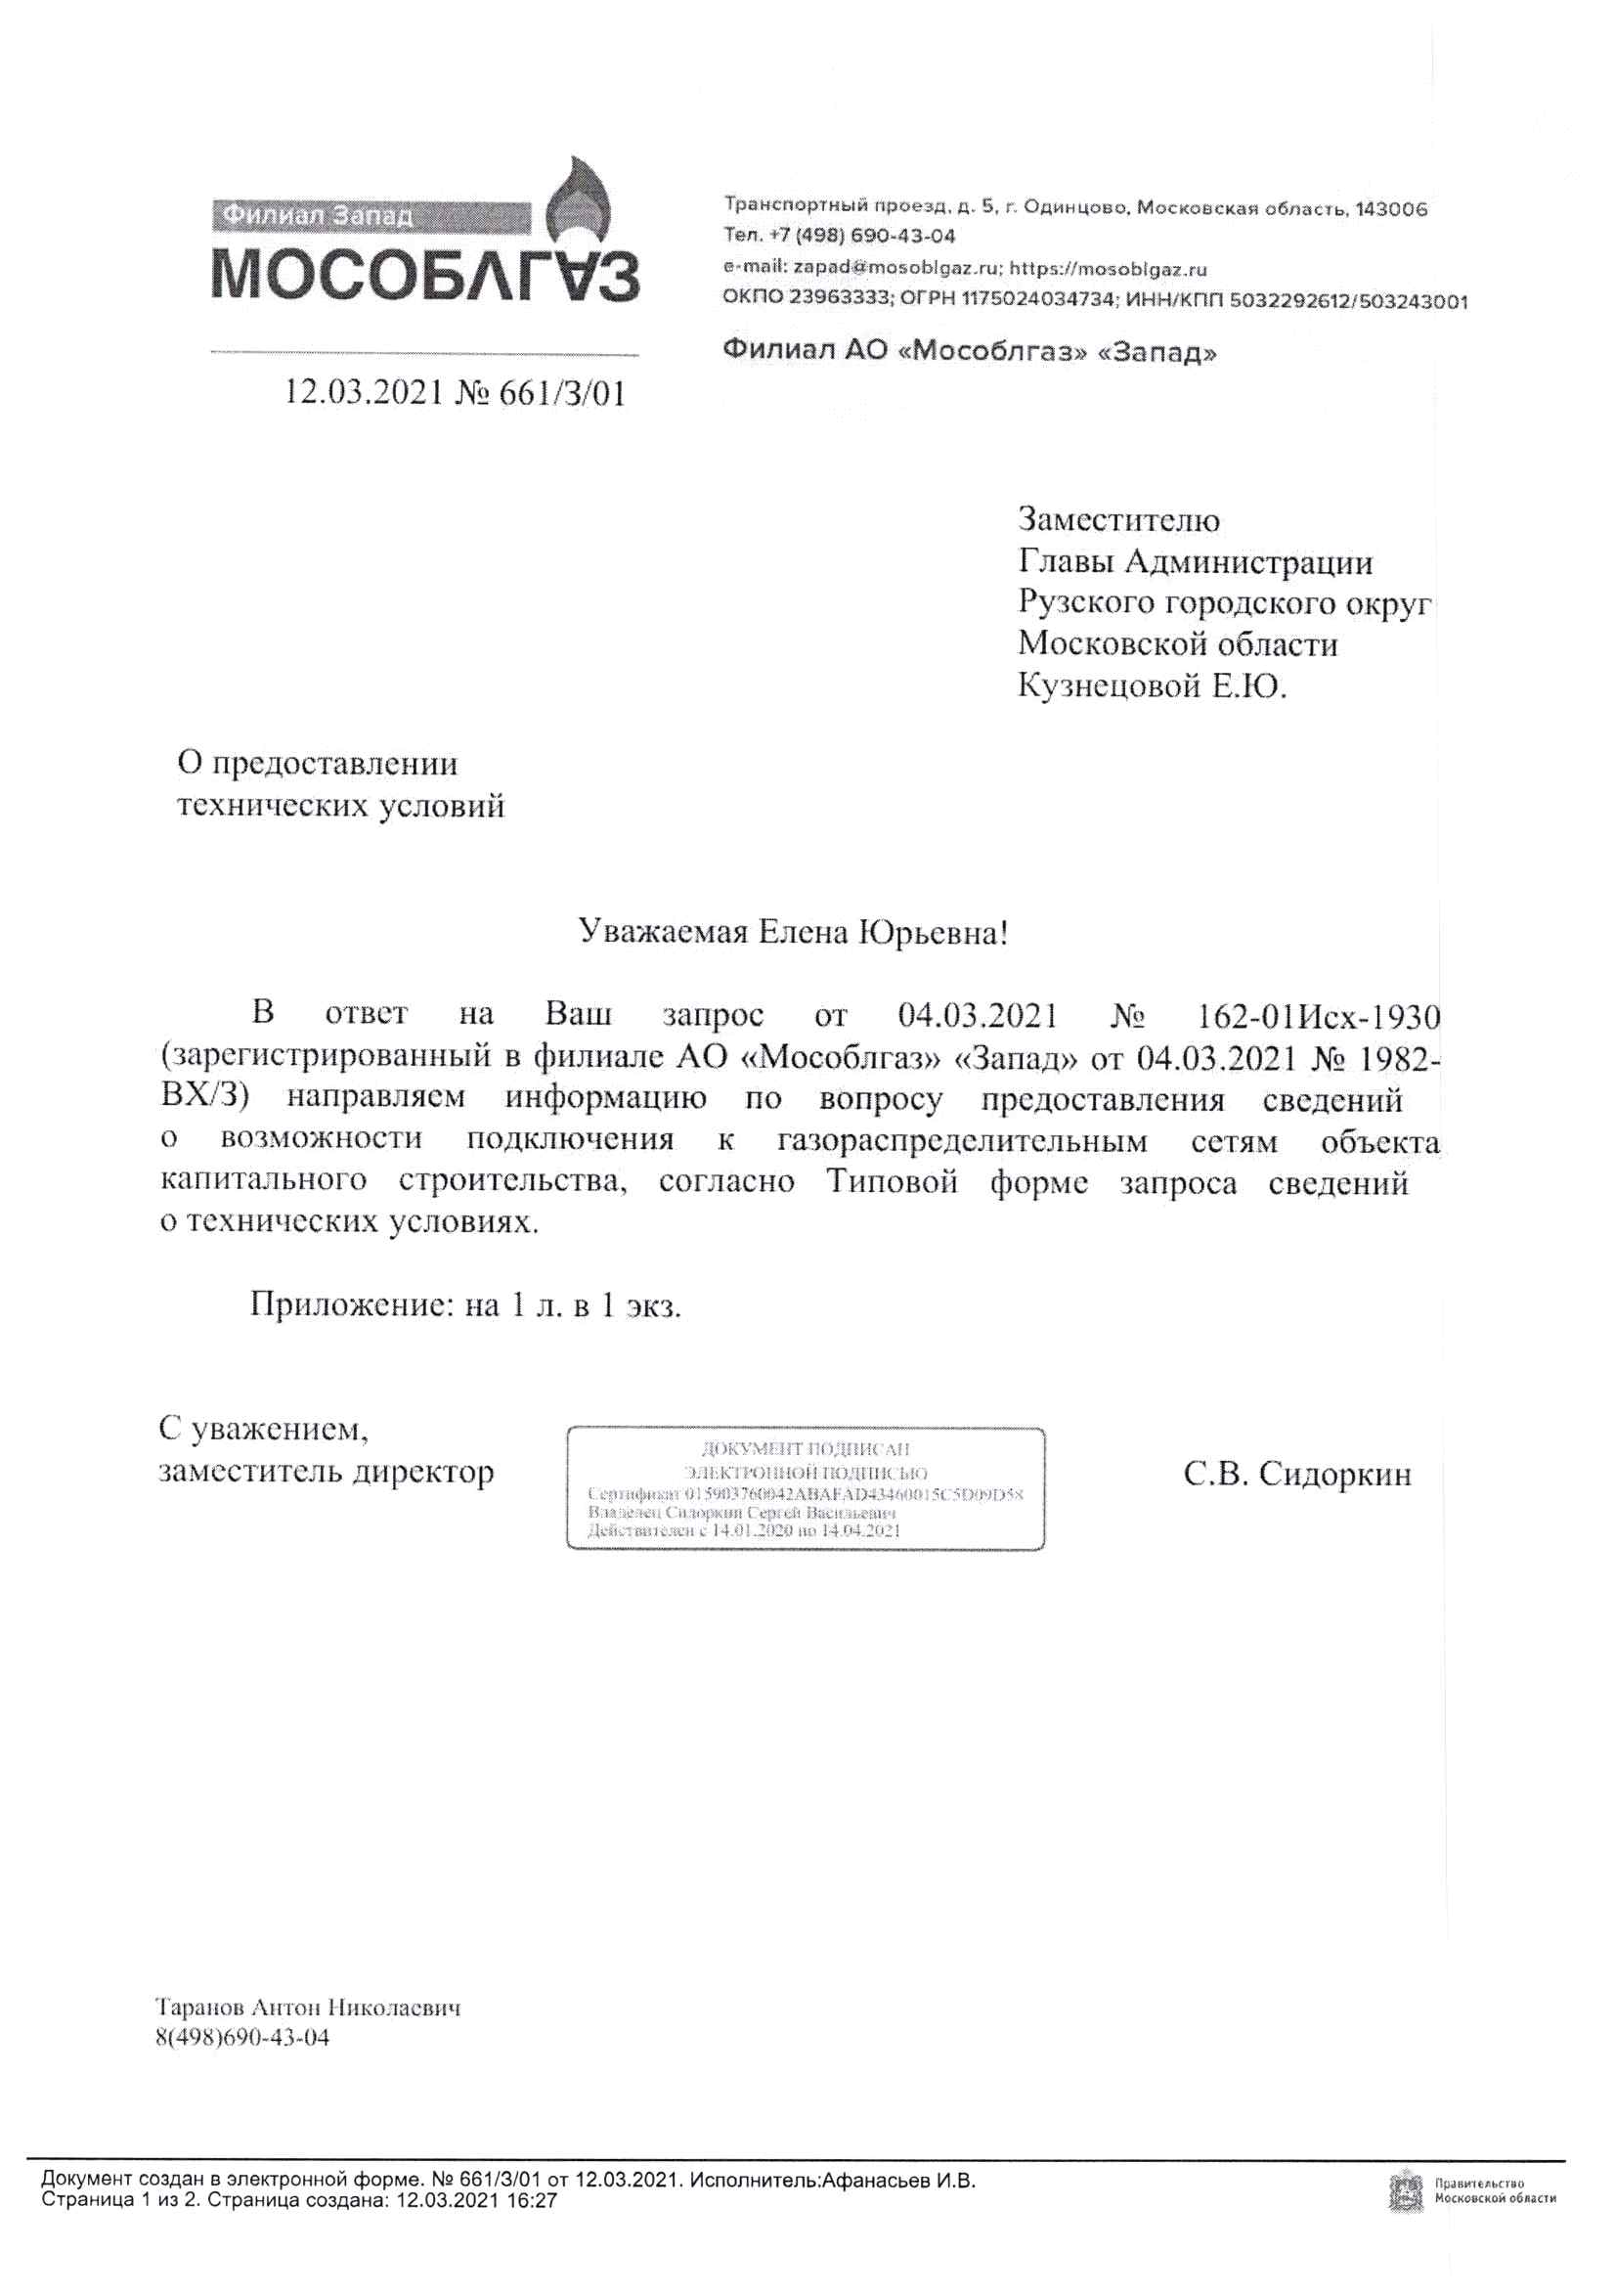 Филиал Запад
МОСОБЛГАЗ
12.03.2021 № 661/З/01
Транспортный проезд, д. 5, г. Одинцово, Московская область, 143006
Тел. +7 (498) 690-43-04
e-mail: zapad@mosoblgaz.ru; https://mosoblgaz.ru
ОКПО 23963333; ОГРН 1175024034734; ИНН/КПП 5032292612/503243001
Филиал АО «Мособлгаз» «Запад»
Заместителю
Главы Администрации
Рузского городского округ
Московской области
Кузнецовой Е.Ю.
О предоставлении
технических условий
Уважаемая Елена Юрьевна!
В ответ на Ваш запрос от 04.03.2021 № 162-01Исх-1930
(зарегистрированный в филиале АО «Мособлгаз» «Запад» от 04.03.2021 № 1982-
ВХ/З) направляем информацию по вопросу предоставления сведений
о возможности подключения к газораспределительным сетям объекта
капитального строительства, согласно Типовой форме запроса сведений
о технических условиях.
Приложение: на 1 л. в 1 экз.
С уважением,
заместитель директор
ДОКУМЕНТ ПОДПИСАН
ЭЛЕКТРОННОЙ ПОДПИСЬЮ
Сертификат 015903760042ABAFAD43460015C5D09D58
Владелец Сидоркин Сергей Васильевич
Действителен с 14.01.2020 по 14.04.2021
С.В. Сидоркин
Таранов Антон Николаевич
8(498)690-43-04
Документ создан в электронной форме. № 661/З/01 от 12.03.2021. Исполнитель:Афанасьев И.В.
Страница 1 из 2. Страница создана: 12.03.2021 16:27
Правительство
Московской области